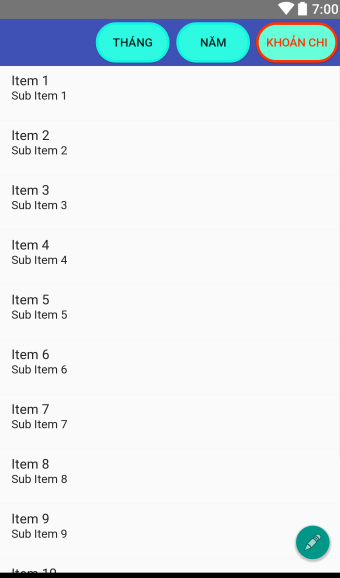 7:00
THÁNG NĂM KHOẢN CHI
Item 1
Sub Item 1
Item 2
Sub Item 2
Item 3
Sub Item 3
Item 4
Sub Item 4
Item 5
Sub Item 5
Item 6
Sub Item 6
Item 7
Sub Item 7
Item 8
Sub Item 8
Item 9
Sub Item 9
Item 10